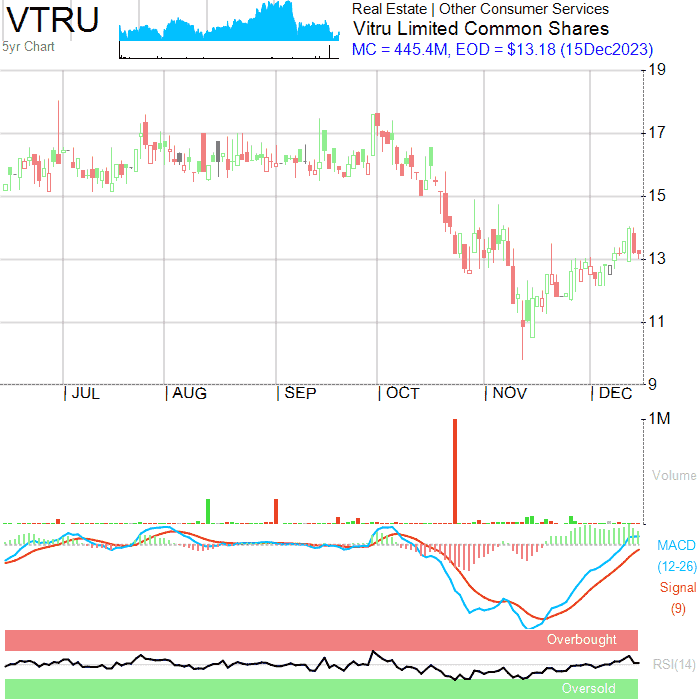 VTRU
5yr Chart
Real Estate | Other Consumer Services
Vitru Limited Common Shares
MC = 445.4M, EOD = $13.18 (15Dec2023)
19
17
15
13
11
9
| JUL | AUG | SEP | OCT | NOV | DEC
1M
Volume
MACD
(12-26)
Signal
(9)
Overbought
RSI(14)
Oversold